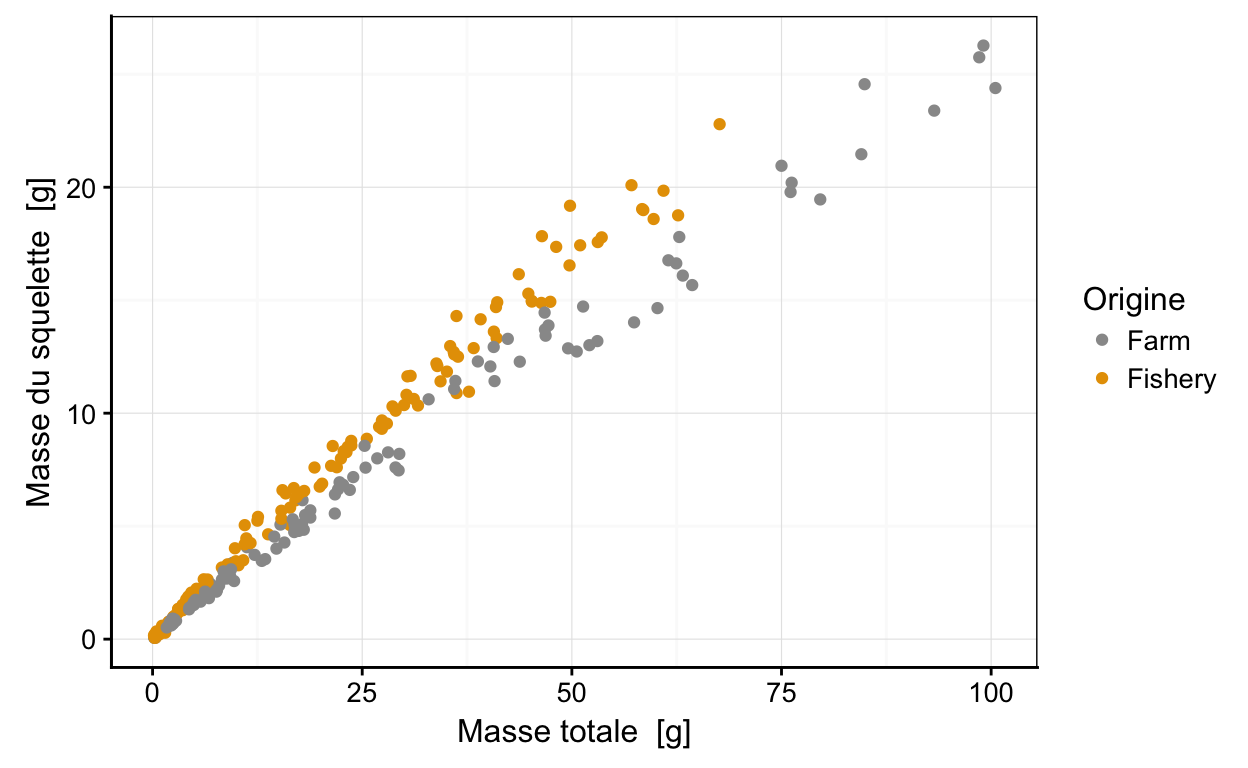 20
10
0
Masse du squelette [g]
0 25 50 75 100
Masse totale [g]
Origine
Farm
Fishery